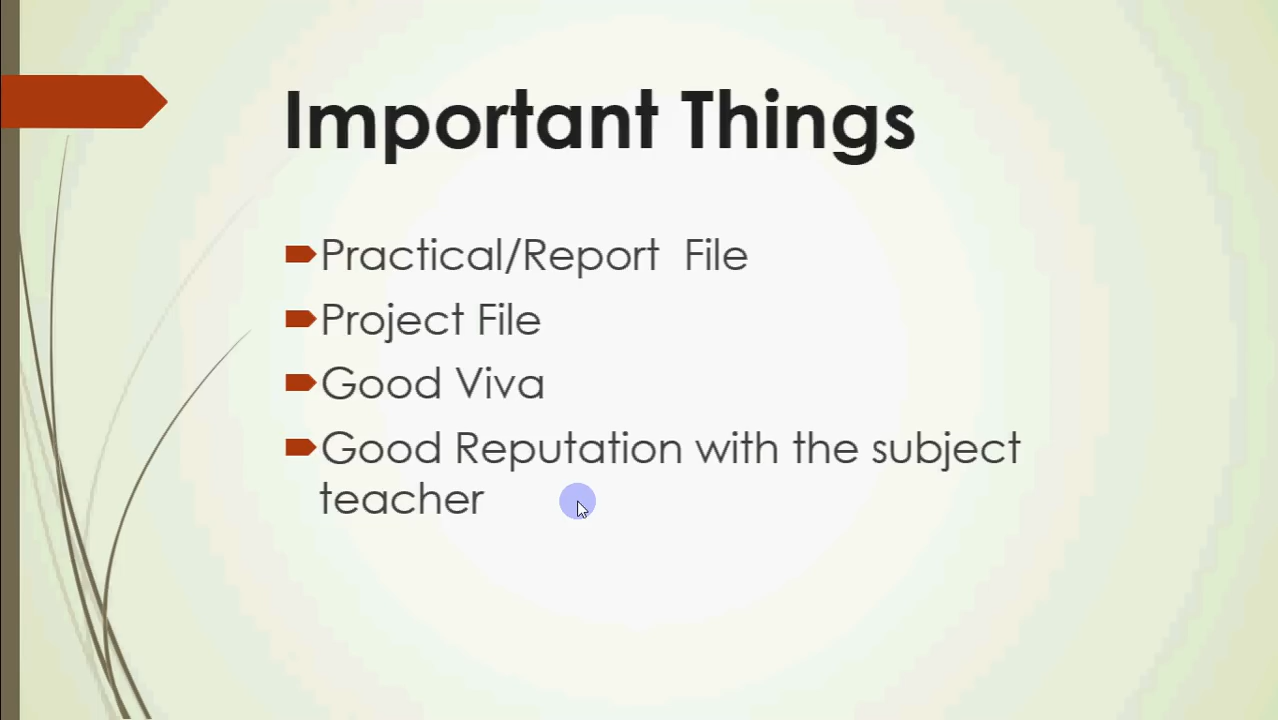 Important Things
Practical/Report  File
Project File
Good Viva
Good Reputation with the subject
teacher